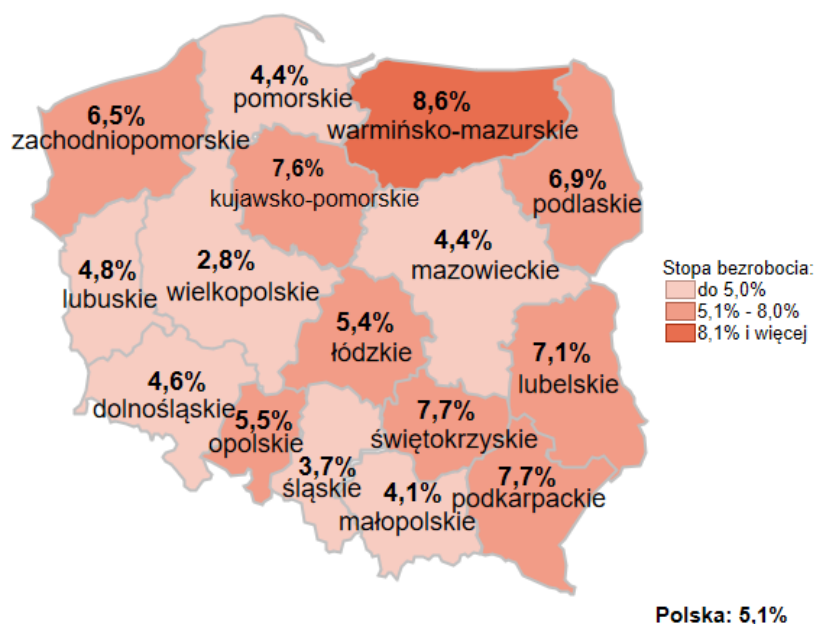 4,4%
pomorskie
6,5%
zachodniopomorskie
8,6%
warmińsko-mazurskie
7,6%
kujawsko-pomorskie
6,9%
podlaskie
4,8%
lubuskie
2,8%
wielkopolskie
4,4%
mazowieckie
5,4%
łódzkie
7,1%
lubelskie
4,6%
dolnośląskie
5,5%
opolskie
3,7%
śląskie
7,7%
świętokrzyskie
4,1%
małopolskie
7,7%
podkarpackie
Stopa bezrobocia:
do 5,0%
5,1% - 8,0%
8,1% i więcej
Polska: 5,1%